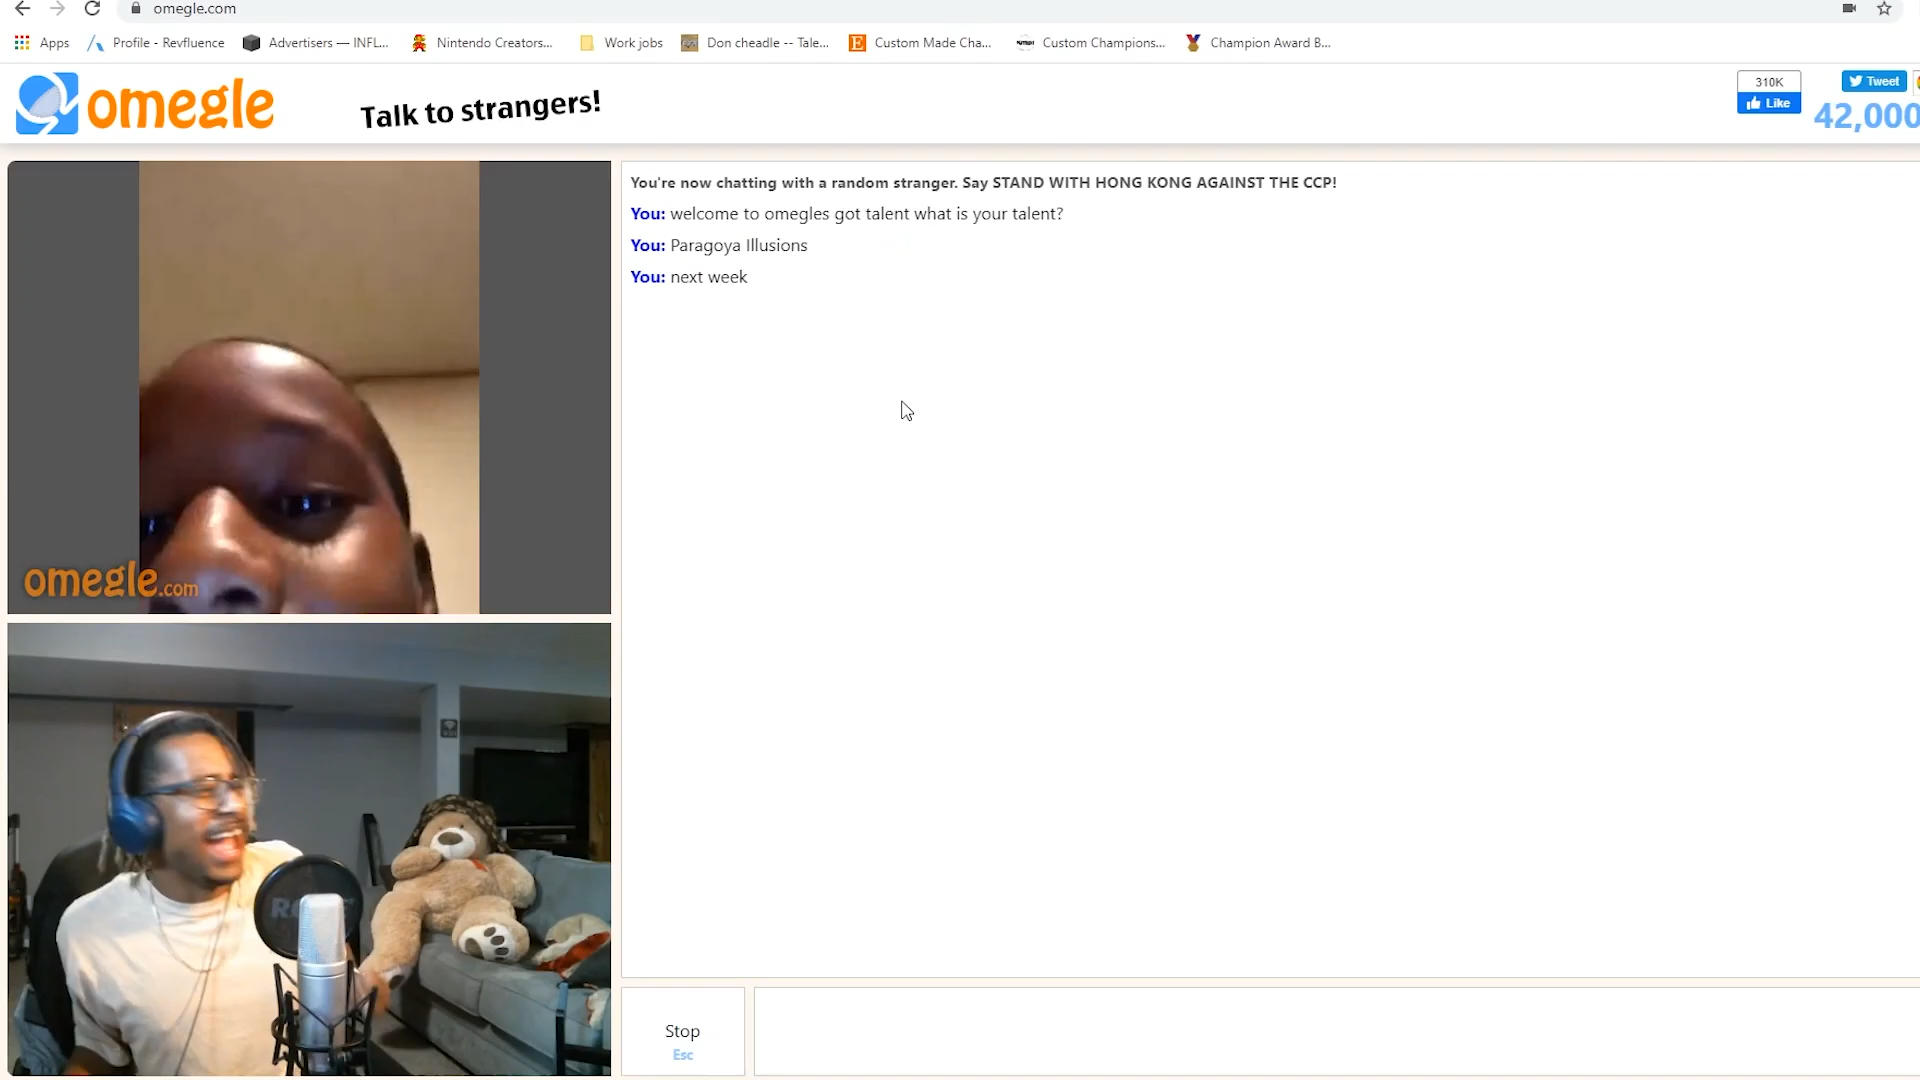 omegle.com
Apps
Profile - Revfluence
Advertisers — INFL...
Nintendo Creators...
Work jobs
Don cheadle -- Tale...
Custom Made Cha...
Custom Champions...
Champion Award B...
omegle
Talk to strangers!
310K
Like
Tweet
42,000
You're now chatting with a random stranger. Say STAND WITH HONG KONG AGAINST THE CCP!
You: welcome to omegles got talent what is your talent?
You: Paragoya Illusions
You: next week
omegle.com
Stop
Esc